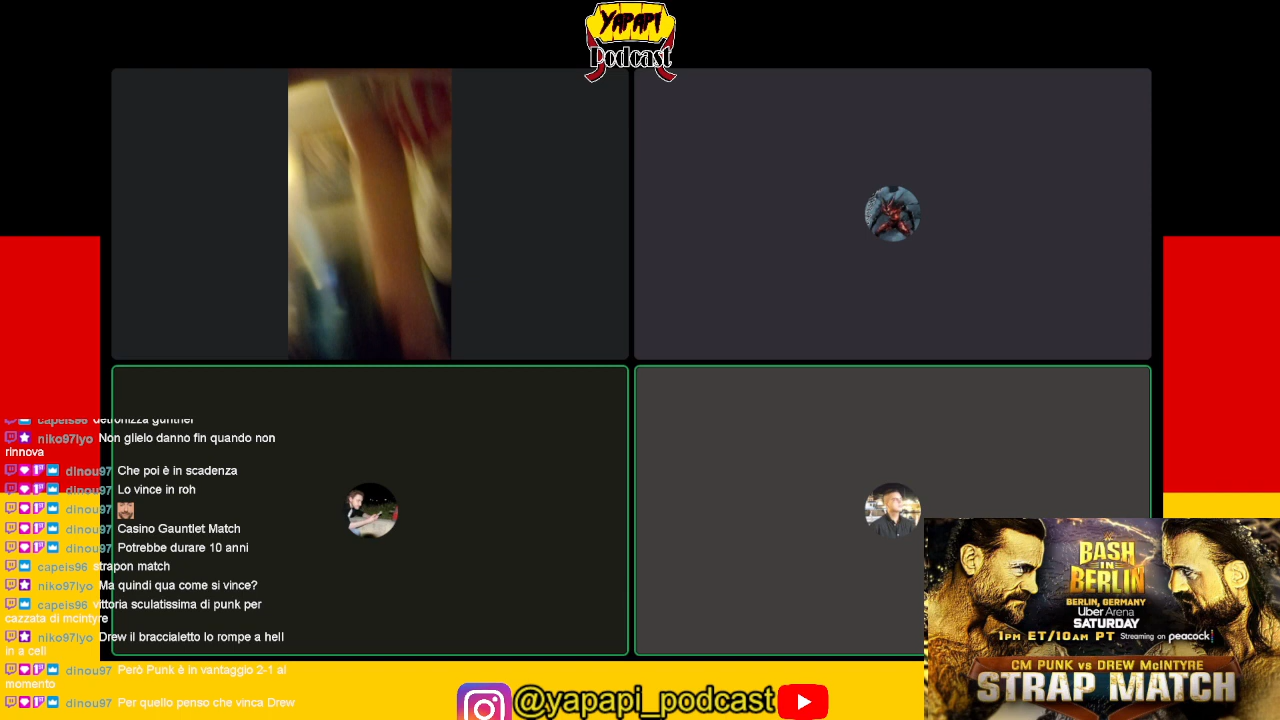 YAPAPI
Podcast
capeis96 detronizza gunther
niko97lyo Non glielo danno fin quando non
rinnova
dinou97 Che poi è in scadenza
dinou97 Lo vince in roh
dinou97
dinou97 Casino Gauntlet Match
dinou97 Potrebbe durare 10 anni
capeis96 strapon match
niko97lyo Ma quindi qua come si vince?
capeis96 vittoria sculatissima di punk per
cazzata di mcintyre
niko97lyo Drew il braccialetto lo rompe a hell
in a cell
dinou97 Però Punk è in vantaggio 2-1 al
momento
dinou97 Per quello penso che vinca Drew
BASH
IN
BERLIN
BERLIN, GERMANY
Uber Arena
SATURDAY
1PM ET/10AM PT Streaming on peacock
CM PUNK vs DREW McINTYRE
STRAP MATCH
@yapapi_podcast